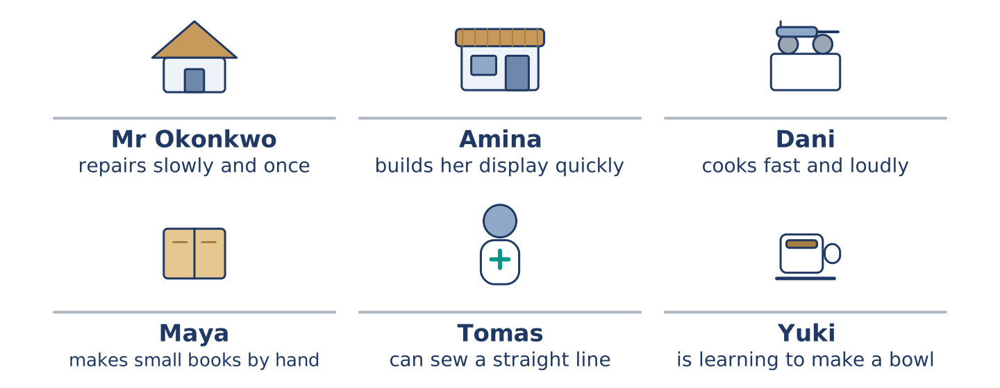 Mr Okonkwo
repairs slowly and once
Amina
builds her display quickly
Dani
cooks fast and loudly
Maya
makes small books by hand
Tomas
can sew a straight line
Yuki
is learning to make a bowl